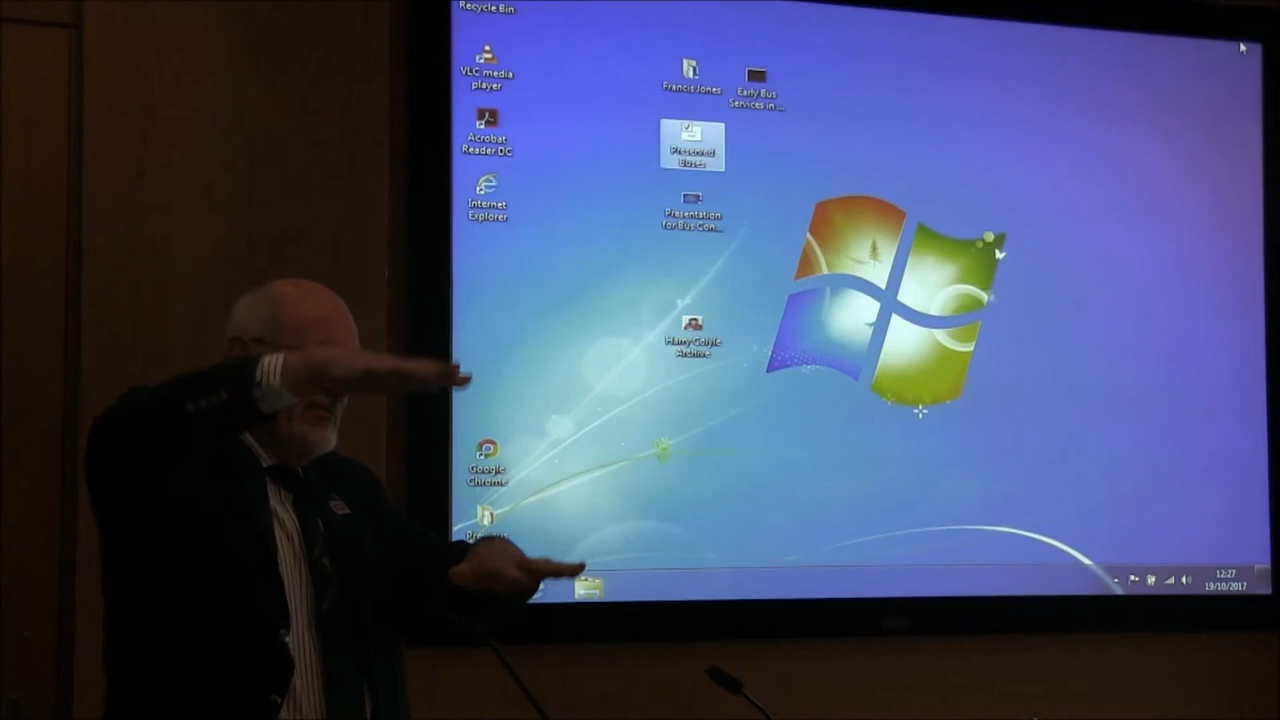 Recycle Bin
VLC media
player
Acrobat
Reader DC
Internet
Explorer
Google
Chrome
Francis Jones
Early Bus
Services in ...
Preserved
Buses
Presentation
for Bus Con...
Harry Colyle
Archive
12:27
19/10/2017